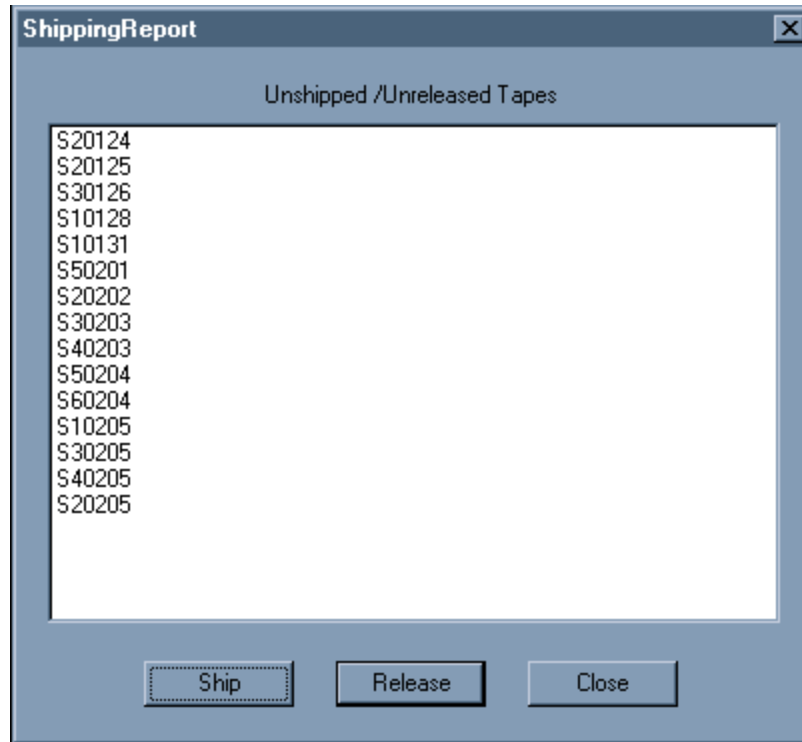 ShippingReport
Unshipped /Unreleased Tapes
S20124
S20125
S30126
S10128
S10131
S50201
S20202
S30203
S40203
S50204
S60204
S10205
S30205
S40205
S20205
Ship Release Close